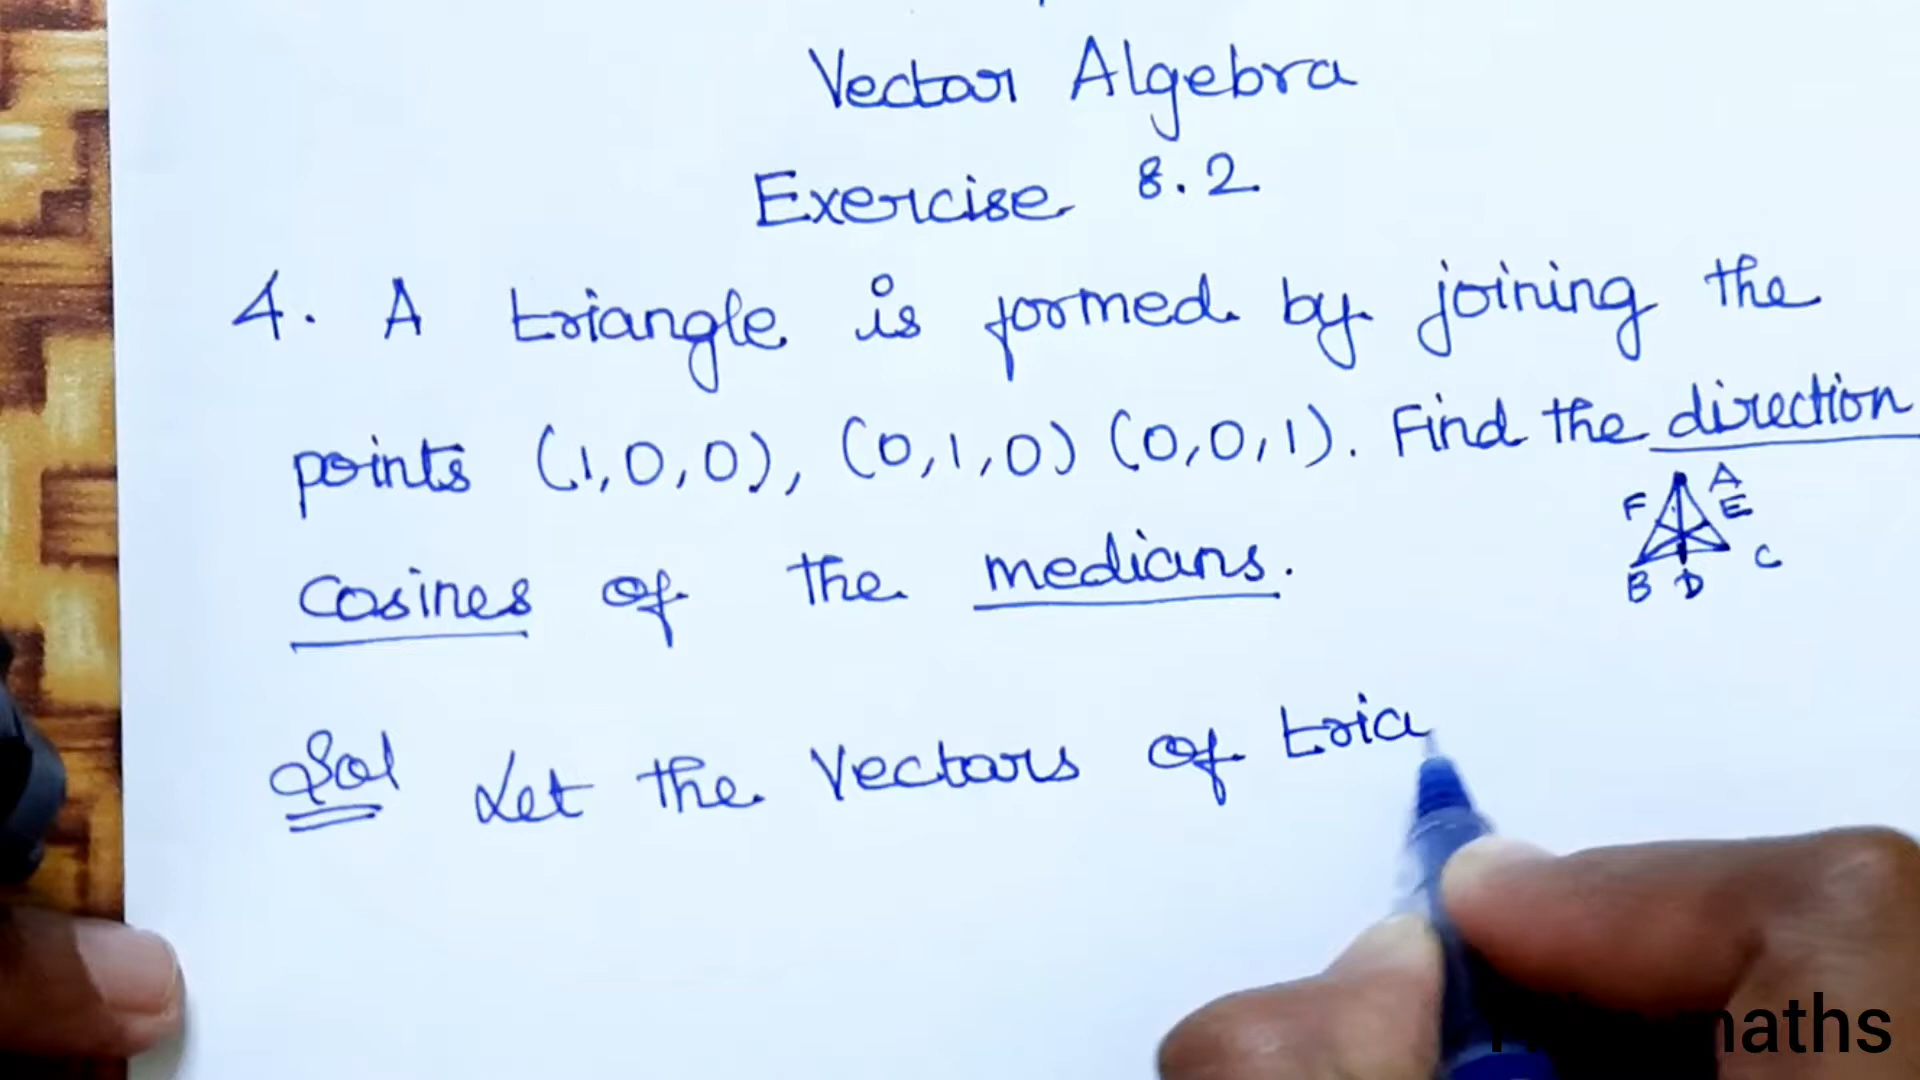 Vector Algebra
Exercise 8.2
4. A triangle is formed by joining the
points (1,0,0), (0,1,0) (0,0,1). Find the direction
A
F E
C
B D
cosines of the medians.
Sol Let the Vectors of tria
maths